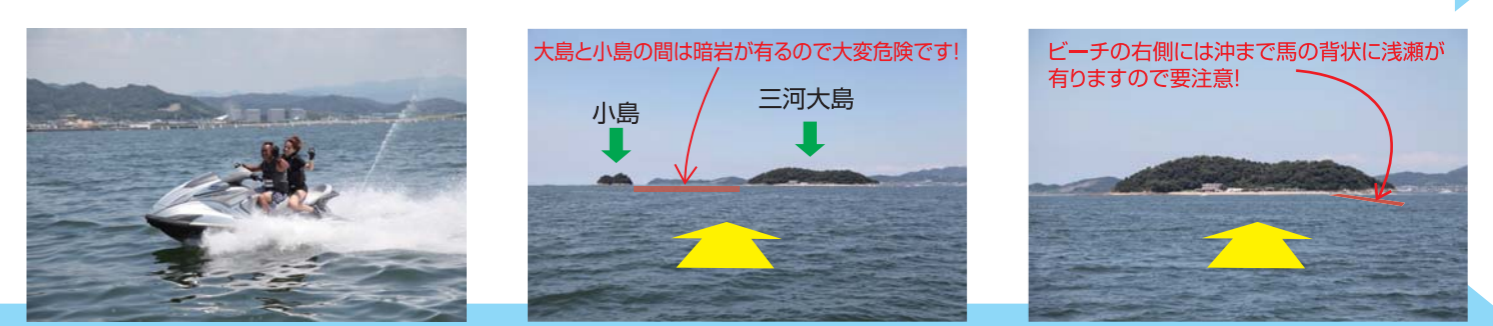 大島と小島の間は暗岩が有るので大変危険です!
小島
三河大島
ビーチの右側には沖まで馬の背状に浅瀬が
有りますので要注意!